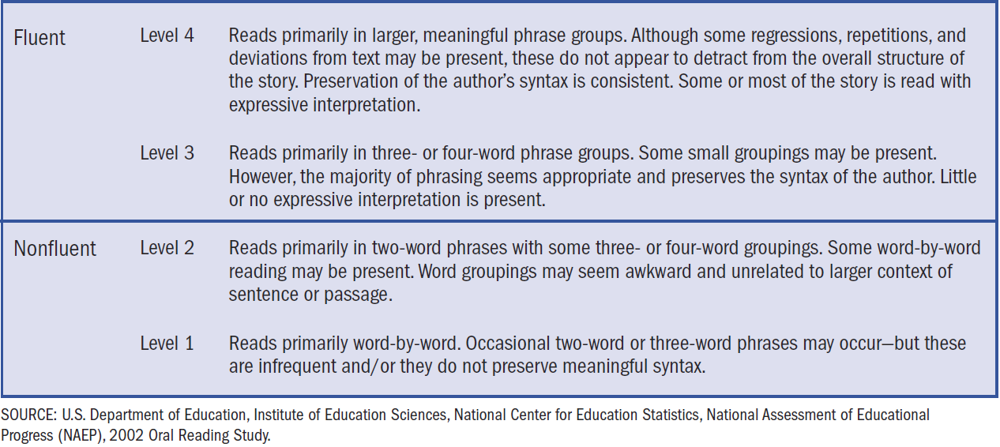 Fluent Level 4 Reads primarily in larger, meaningful phrase groups. Although some regressions, repetitions, and
deviations from text may be present, these do not appear to detract from the overall structure of
the story. Preservation of the author’s syntax is consistent. Some or most of the story is read with
expressive interpretation.
Level 3 Reads primarily in three- or four-word phrase groups. Some small groupings may be present.
However, the majority of phrasing seems appropriate and preserves the syntax of the author. Little
or no expressive interpretation is present.
Nonfluent Level 2 Reads primarily in two-word phrases with some three- or four-word groupings. Some word-by-word
reading may be present. Word groupings may seem awkward and unrelated to larger context of
sentence or passage.
Level 1 Reads primarily word-by-word. Occasional two-word or three-word phrases may occur—but these
are infrequent and/or they do not preserve meaningful syntax.
SOURCE: U.S. Department of Education, Institute of Education Sciences, National Center for Education Statistics, National Assessment of Educational
Progress (NAEP), 2002 Oral Reading Study.